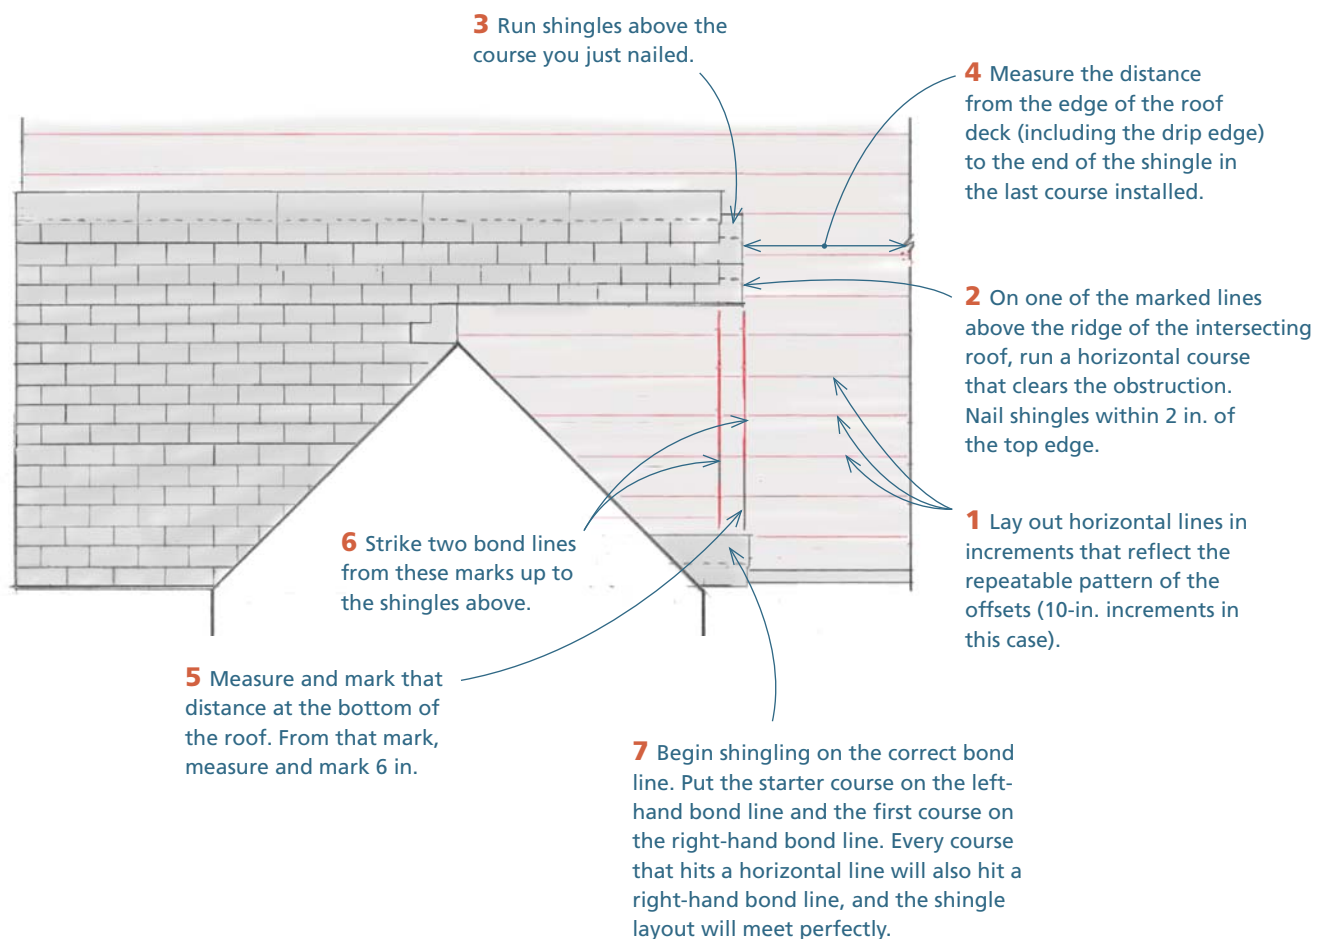 3 Run shingles above the
course you just nailed.
4 Measure the distance
from the edge of the roof
deck (including the drip edge)
to the end of the shingle in
the last course installed.
2 On one of the marked lines
above the ridge of the intersecting
roof, run a horizontal course
that clears the obstruction.
Nail shingles within 2 in. of
the top edge.
1 Lay out horizontal lines in
increments that reflect the
repeatable pattern of the
offsets (10-in. increments in
this case).
6 Strike two bond lines
from these marks up to
the shingles above.
5 Measure and mark that
distance at the bottom of
the roof. From that mark,
measure and mark 6 in.
7 Begin shingling on the correct bond
line. Put the starter course on the left-
hand bond line and the first course on
the right-hand bond line. Every course
that hits a horizontal line will also hit a
right-hand bond line, and the shingle
layout will meet perfectly.